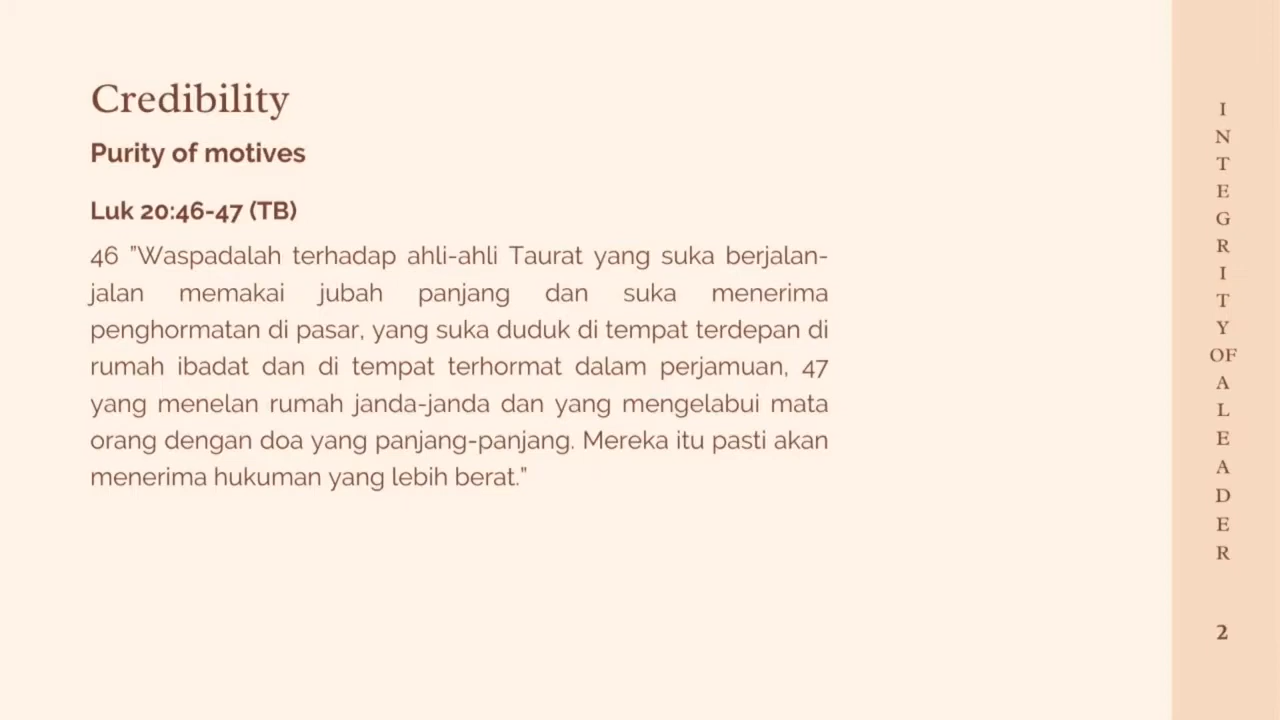 Credibility
Purity of motives
Luk 20:46-47 (TB)
46 "Waspadalah terhadap ahli-ahli Taurat yang suka berjalan-
jalan memakai jubah panjang dan suka menerima
penghormatan di pasar, yang suka duduk di tempat terdepan di
rumah ibadat dan di tempat terhormat dalam perjamuan, 47
yang menelan rumah janda-janda dan yang mengelabui mata
orang dengan doa yang panjang-panjang. Mereka itu pasti akan
menerima hukuman yang lebih berat."
I
N
T
E
G
R
I
T
Y
OF
A
L
E
A
D
E
R
2